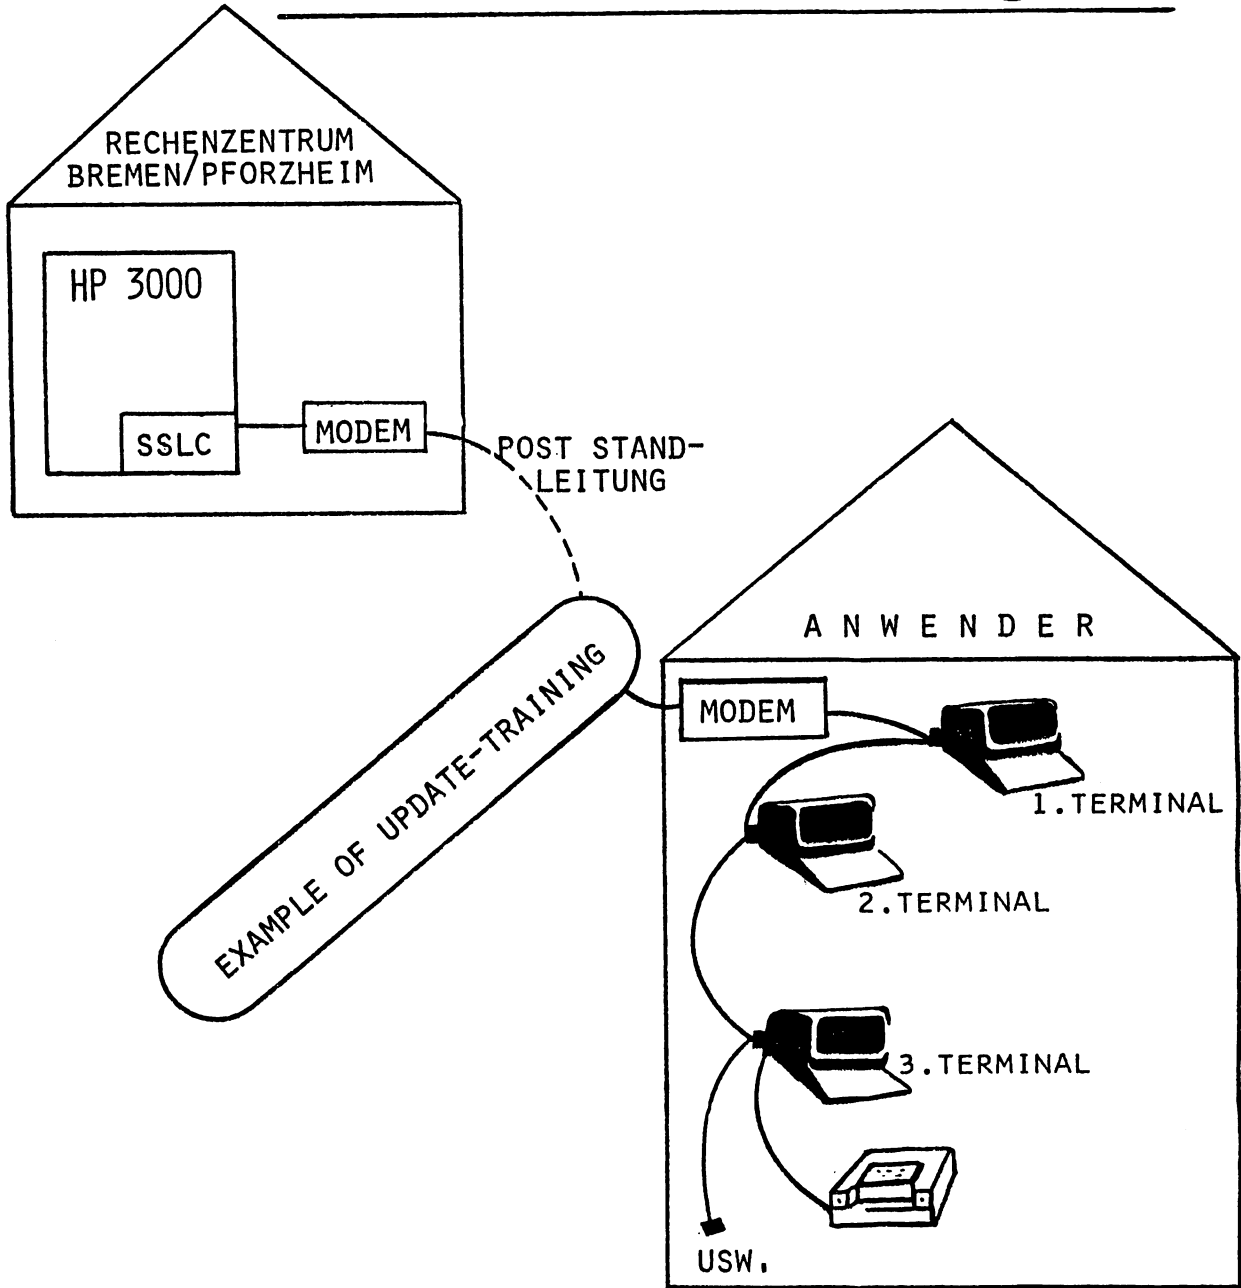 RECHENZENTRUM
BREMEN/PFORZHEIM
HP 3000
SSLC
MODEM
POST STAND-
LEITUNG
EXAMPLE OF UPDATE-TRAINING
ANWENDER
MODEM
1.TERMINAL
2.TERMINAL
3.TERMINAL
USW.